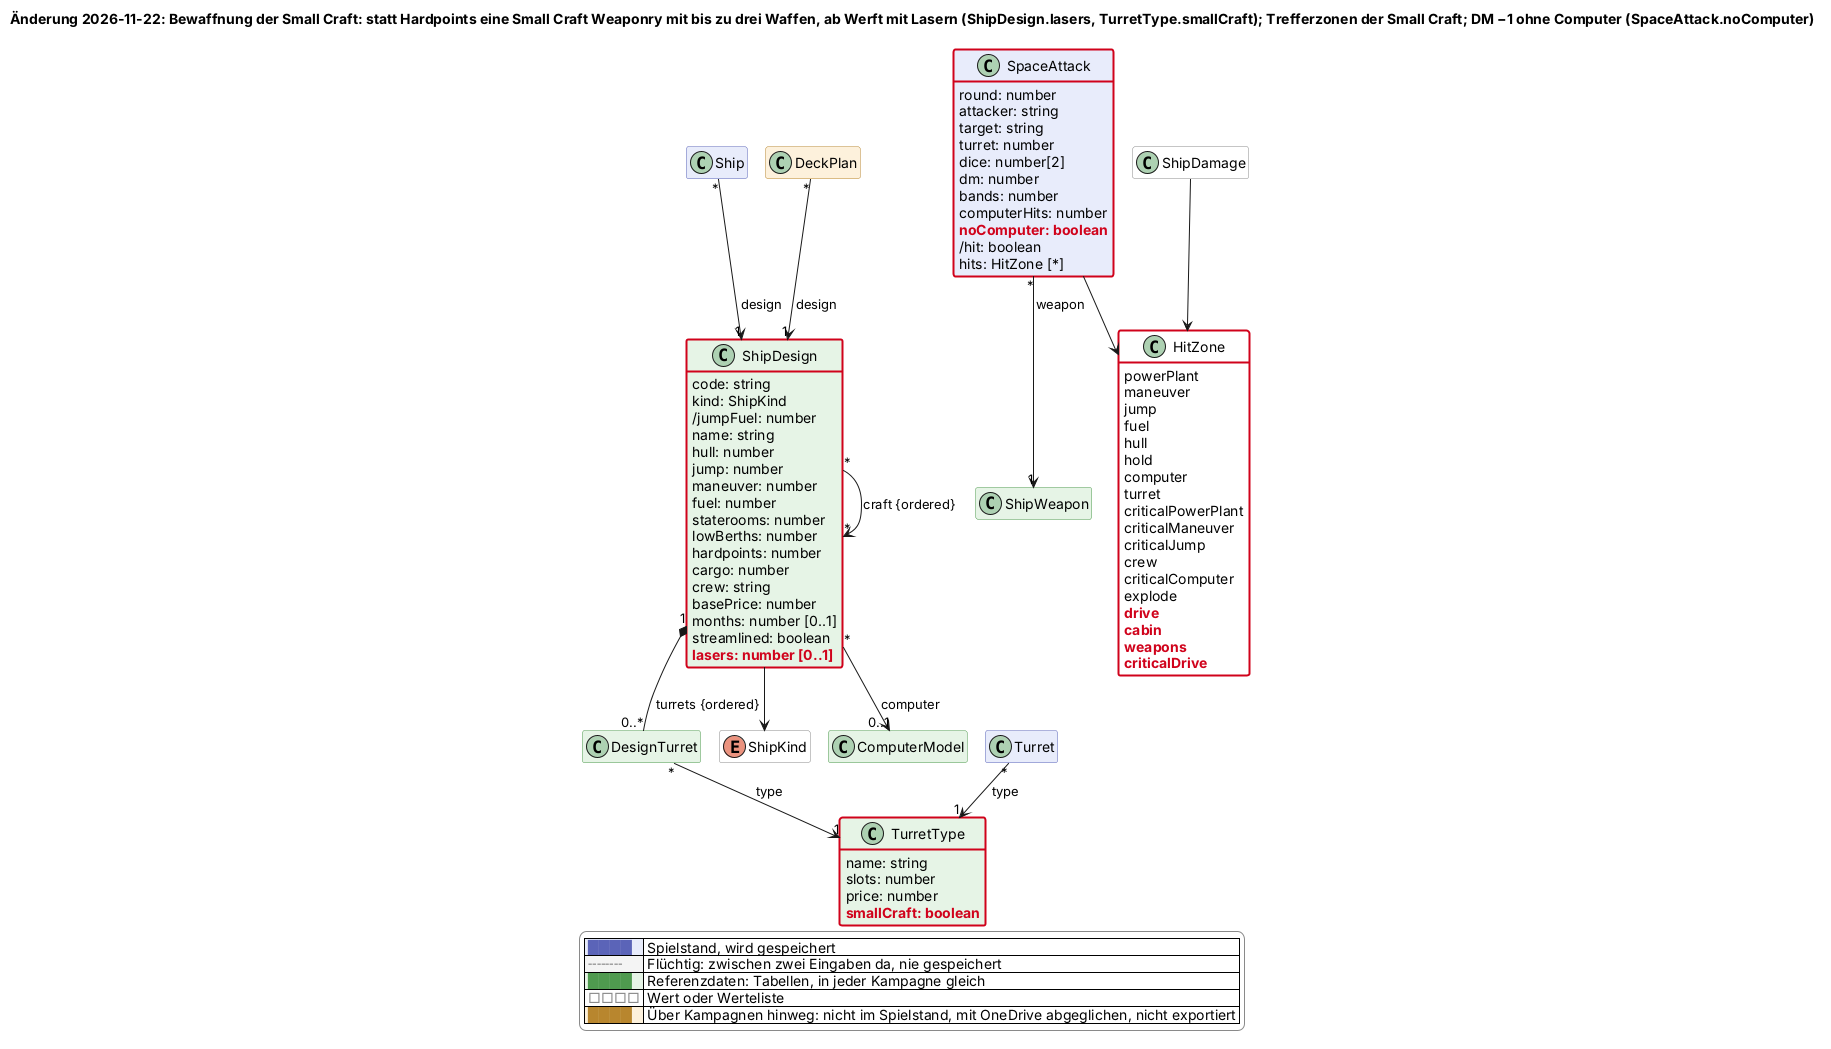 Änderung 2026-11-22: Bewaffnung der Small Craft: statt Hardpoints eine Small Craft Weaponry mit bis zu drei Waffen, ab Werft mit Lasern (ShipDesign.lasers, TurretType.smallCraft); Trefferzonen der Small Craft; DM −1 ohne Computer (SpaceAttack.noComputer)
C SpaceAttack
round: number
attacker: string
target: string
turret: number
dice: number[2]
dm: number
bands: number
computerHits: number
noComputer: boolean
/hit: boolean
hits: HitZone [*]
C Ship
C DeckPlan
C ShipDamage
*
*
*
design
design
weapon
1
1
C ShipDesign
code: string
kind: ShipKind
/jumpFuel: number
name: string
hull: number
jump: number
maneuver: number
fuel: number
staterooms: number
lowBerths: number
hardpoints: number
cargo: number
crew: string
basePrice: number
months: number [0..1]
streamlined: boolean
lasers: number [0..1]
*
craft {ordered}
*
1
C ShipWeapon
C HitZone
powerPlant
maneuver
jump
fuel
hull
hold
computer
turret
criticalPowerPlant
criticalManeuver
criticalJump
crew
criticalComputer
explode
drive
cabin
weapons
criticalDrive
1
*
turrets {ordered}
computer
0..*
0..1
C DesignTurret
E ShipKind
C ComputerModel
C Turret
*
*
type
type
1
1
C TurretType
name: string
slots: number
price: number
smallCraft: boolean
Spielstand, wird gespeichert
-------- Flüchtig: zwischen zwei Eingaben da, nie gespeichert
Referenzdaten: Tabellen, in jeder Kampagne gleich
Wert oder Werteliste
Über Kampagnen hinweg: nicht im Spielstand, mit OneDrive abgeglichen, nicht exportiert